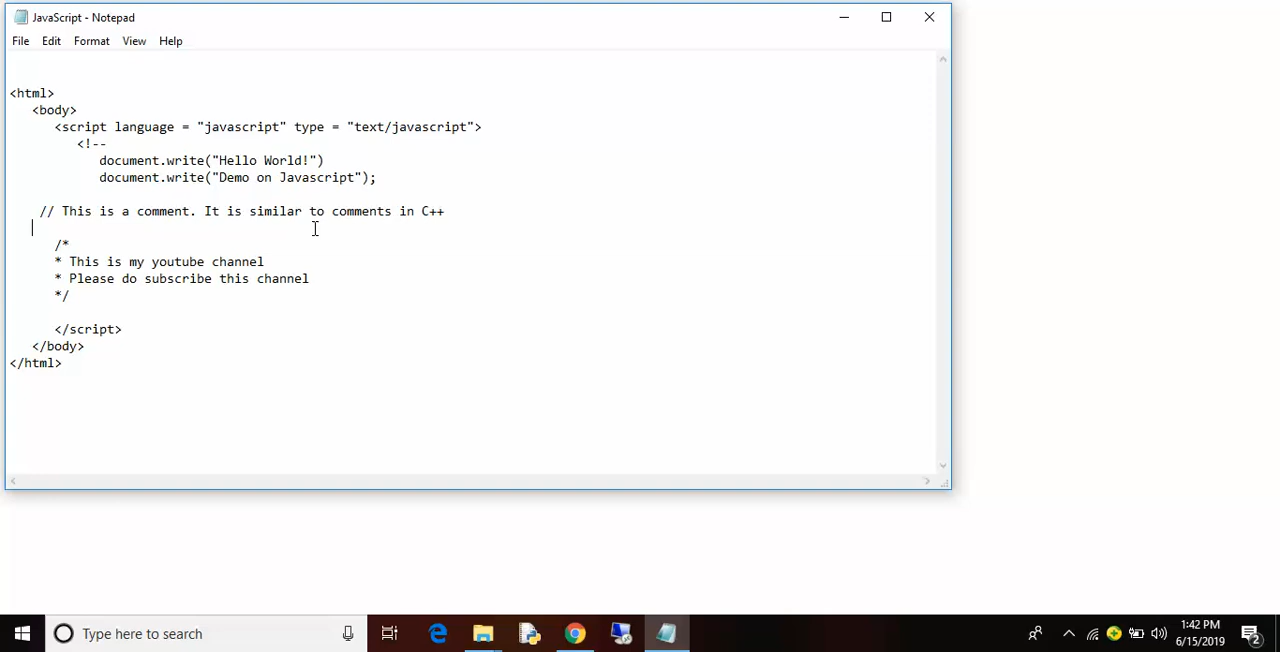 JavaScript - Notepad
File Edit Format View Help
<html>
<body>
<script language = "javascript" type = "text/javascript">
<!--
document.write("Hello World!")
document.write("Demo on Javascript");
// This is a comment. It is similar to comments in C++
/*
* This is my youtube channel
* Please do subscribe this channel
*/
</script>
</body>
</html>
Type here to search
1:42 PM
6/15/2019
2